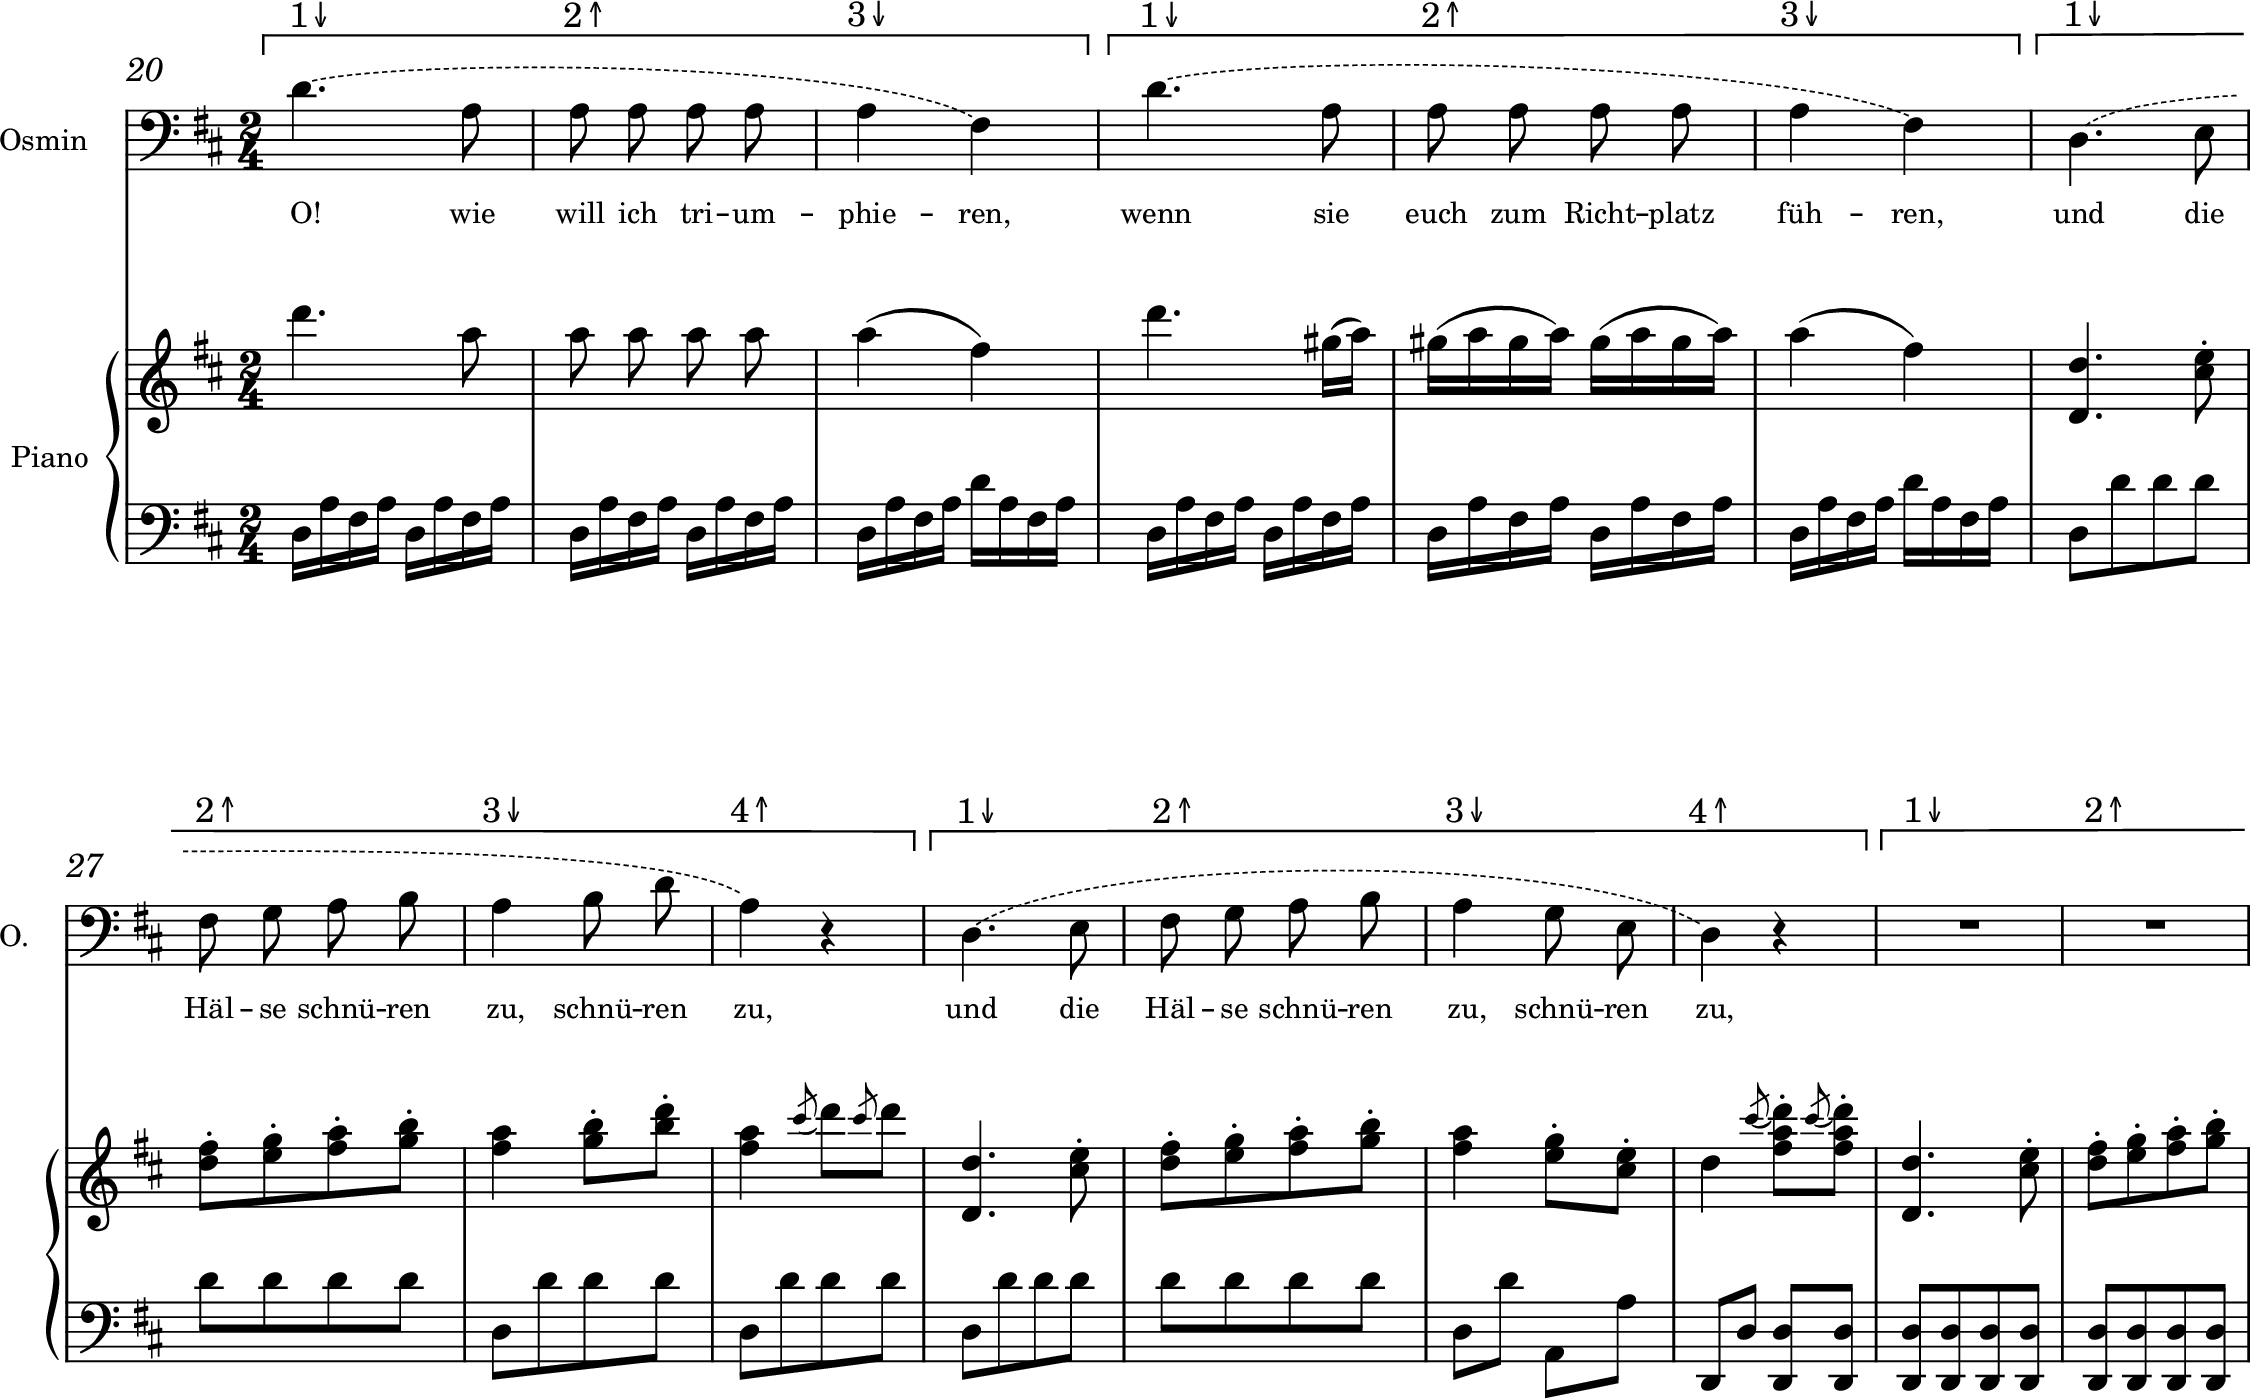 1↓ 2↑ 3↓ 1↓ 2↑ 3↓ 1↓
20
Osmin
O! wie will ich tri – um – phie – ren, wenn sie euch zum Richt – platz füh – ren, und die
Piano
2↑ 3↓ 4↑ 1↓ 2↑ 3↓ 4↑ 1↓ 2↑
27
O.
Häl – se schnü – ren zu, schnü – ren zu, und die Häl – se schnü – ren zu, schnü – ren zu,